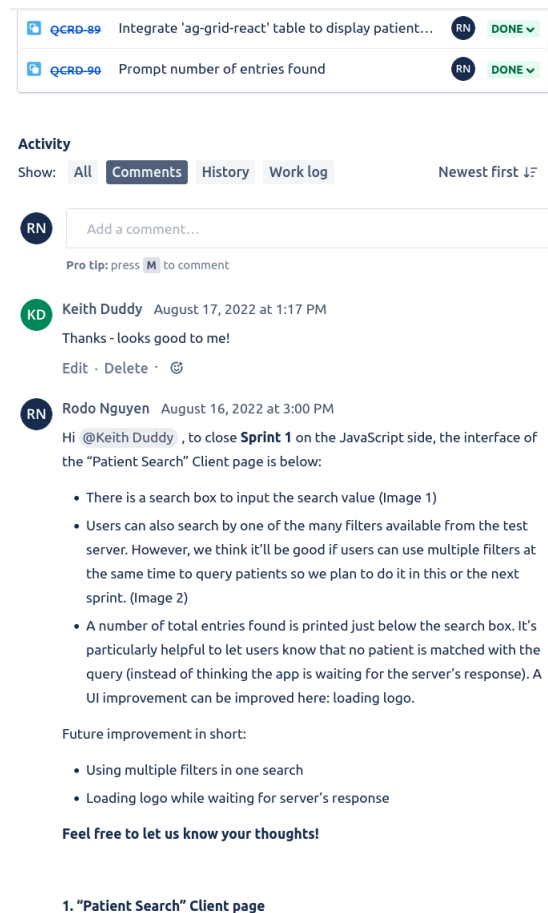 QCRD-89 Integrate 'ag-grid-react' table to display patient... RN DONE
QCRD-90 Prompt number of entries found RN DONE
Activity
Show: All Comments History Work log Newest first
RN Add a comment...
Pro tip: press M to comment
KD Keith Duddy August 17, 2022 at 1:17 PM
Thanks - looks good to me!
Edit · Delete ·
RN Rodo Nguyen August 16, 2022 at 3:00 PM
Hi @Keith Duddy , to close Sprint 1 on the JavaScript side, the interface of
the “Patient Search” Client page is below:
• There is a search box to input the search value (Image 1)
• Users can also search by one of the many filters available from the test
server. However, we think it’ll be good if users can use multiple filters at
the same time to query patients so we plan to do it in this or the next
sprint. (Image 2)
• A number of total entries found is printed just below the search box. It’s
particularly helpful to let users know that no patient is matched with the
query (instead of thinking the app is waiting for the server’s response). A
UI improvement can be improved here: loading logo.
Future improvement in short:
• Using multiple filters in one search
• Loading logo while waiting for server’s response
Feel free to let us know your thoughts!
1. “Patient Search” Client page